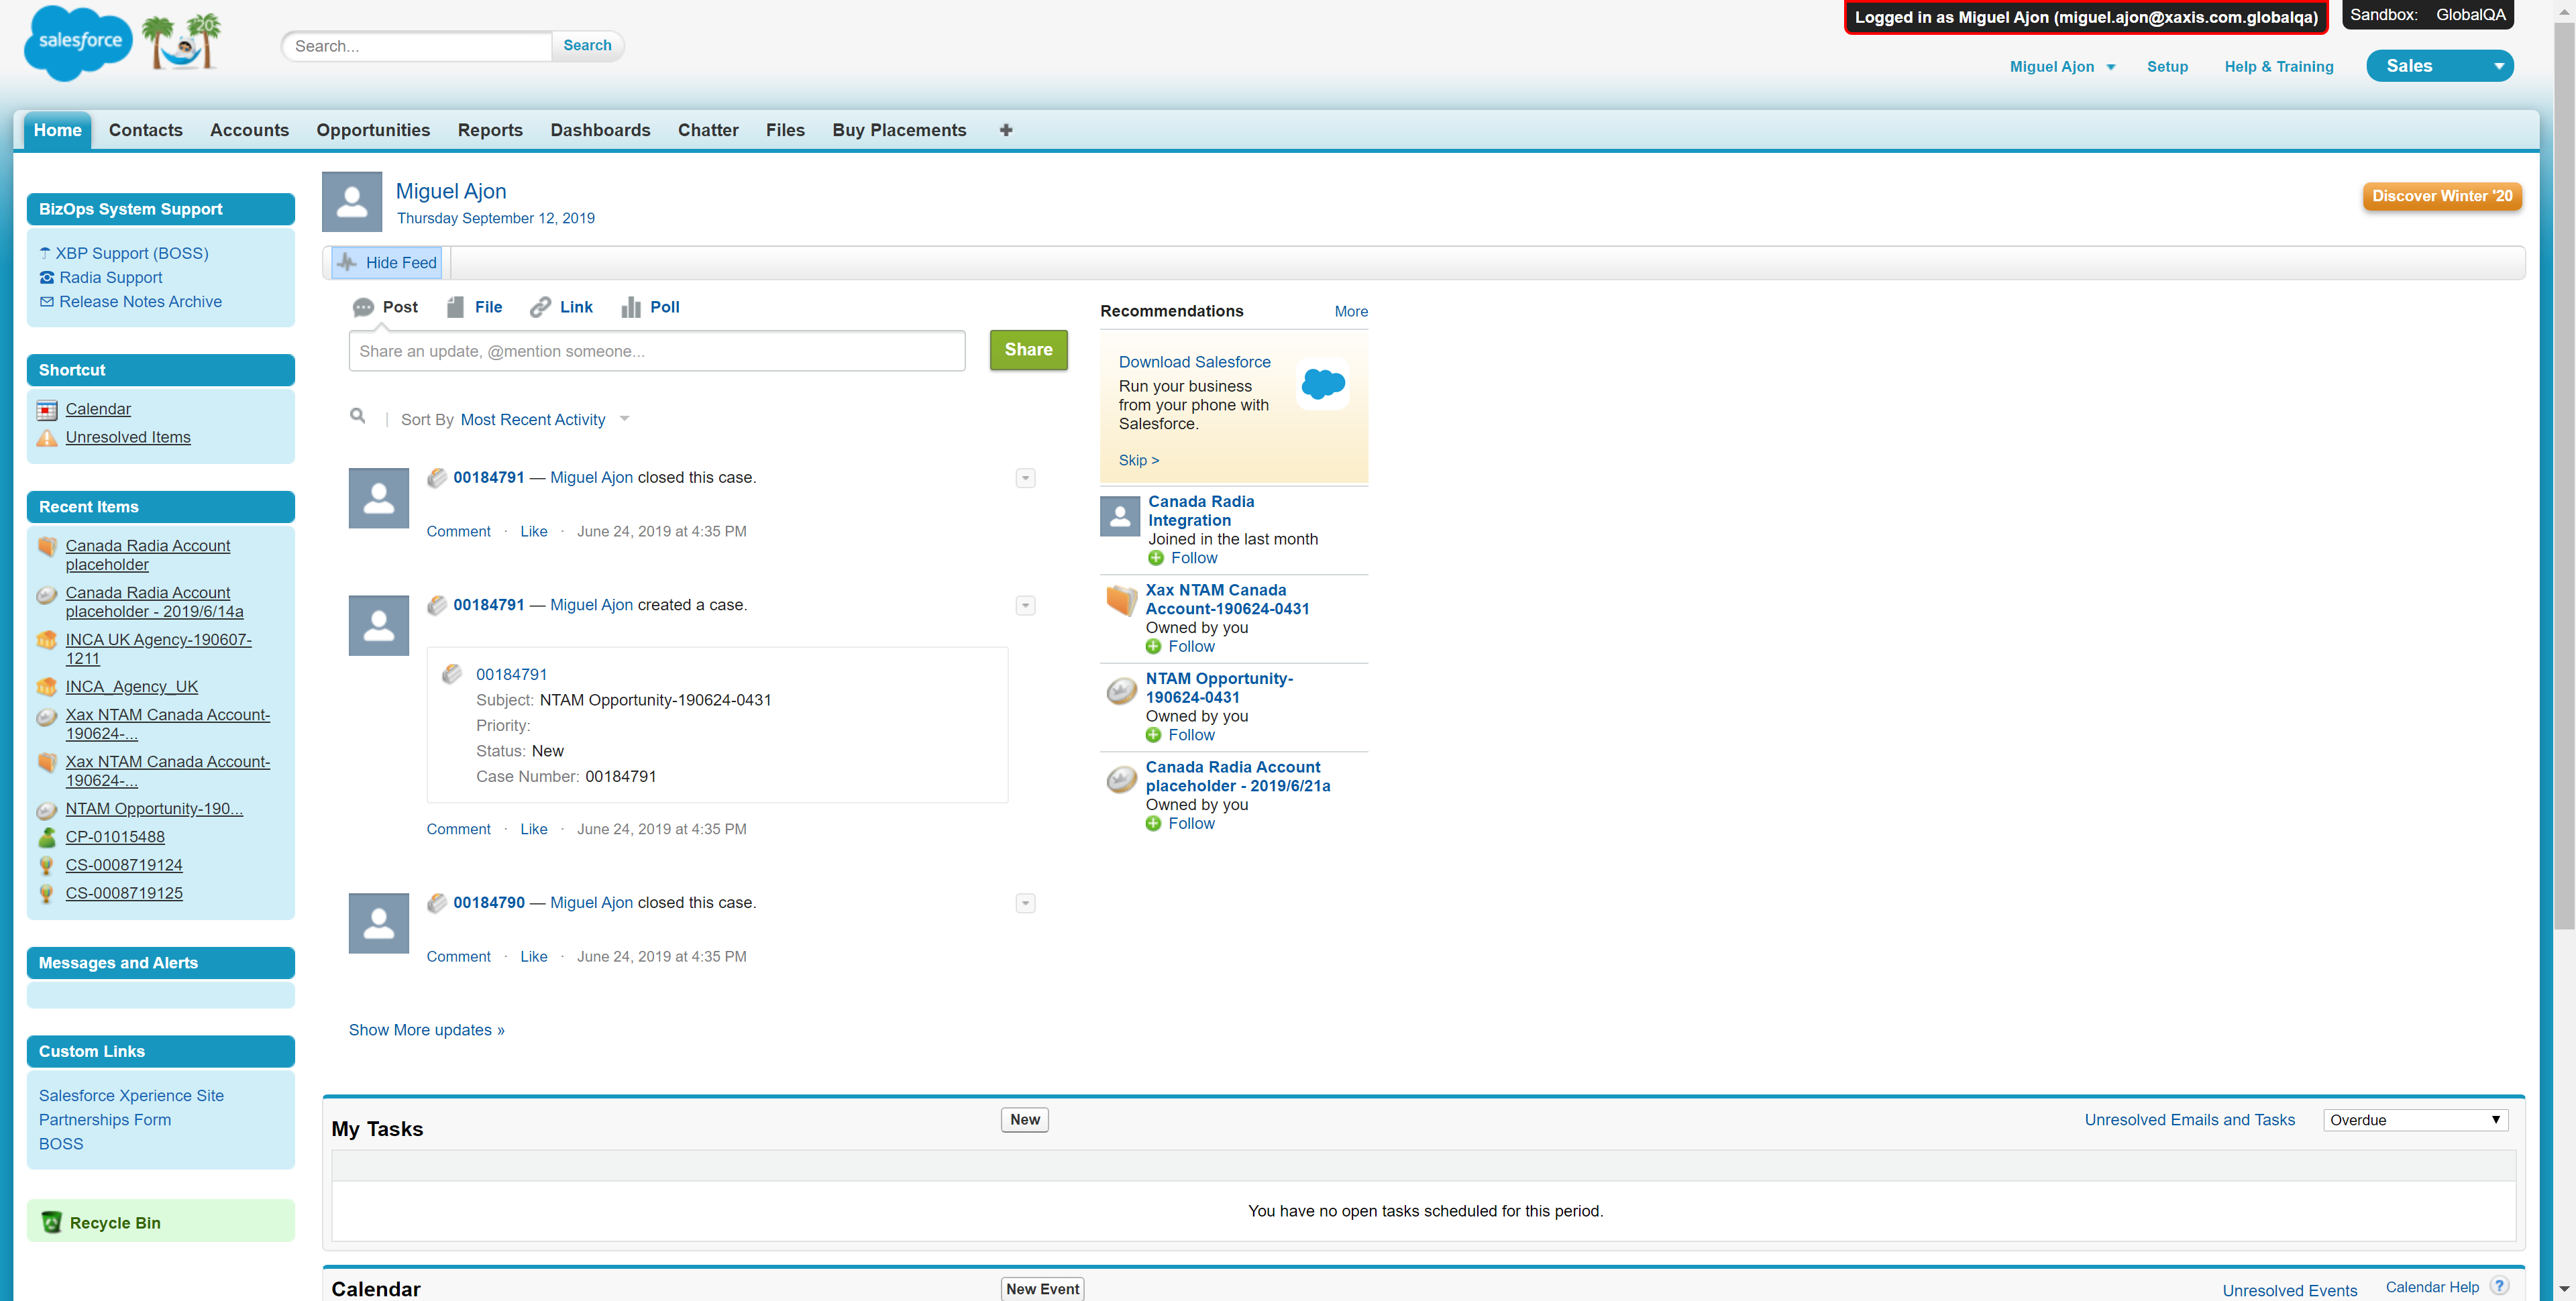 salesforce
'20
Search...
Search
Logged in as Miguel Ajon (miguel.ajon@xaxis.com.globalqa)
Sandbox: GlobalQA
Miguel Ajon
Setup
Help & Training
Sales
Home
Contacts
Accounts
Opportunities
Reports
Dashboards
Chatter
Files
Buy Placements
BizOps System Support
XBP Support (BOSS)
Radia Support
Release Notes Archive
Shortcut
Calendar
Unresolved Items
Recent Items
Canada Radia Account
placeholder
Canada Radia Account
placeholder - 2019/6/14a
INCA UK Agency-190607-
1211
INCA_Agency_UK
Xax NTAM Canada Account-
190624-...
Xax NTAM Canada Account-
190624-...
NTAM Opportunity-190...
CP-01015488
CS-0008719124
CS-0008719125
Messages and Alerts
Custom Links
Salesforce Xperience Site
Partnerships Form
BOSS
Recycle Bin
Miguel Ajon
Thursday September 12, 2019
Discover Winter '20
Hide Feed
Post
File
Link
Poll
Share an update, @mention someone...
Share
Sort By Most Recent Activity
00184791 — Miguel Ajon closed this case.
Comment · Like · June 24, 2019 at 4:35 PM
00184791 — Miguel Ajon created a case.
00184791
Subject: NTAM Opportunity-190624-0431
Priority:
Status: New
Case Number: 00184791
Comment · Like · June 24, 2019 at 4:35 PM
00184790 — Miguel Ajon closed this case.
Comment · Like · June 24, 2019 at 4:35 PM
Show More updates »
Recommendations
More
Download Salesforce
Run your business
from your phone with
Salesforce.
Skip >
Canada Radia
Integration
Joined in the last month
Follow
Xax NTAM Canada
Account-190624-0431
Owned by you
Follow
NTAM Opportunity-
190624-0431
Owned by you
Follow
Canada Radia Account
placeholder - 2019/6/21a
Owned by you
Follow
My Tasks
New
Unresolved Emails and Tasks
Overdue
You have no open tasks scheduled for this period.
Calendar
New Event
Unresolved Events
Calendar Help ?